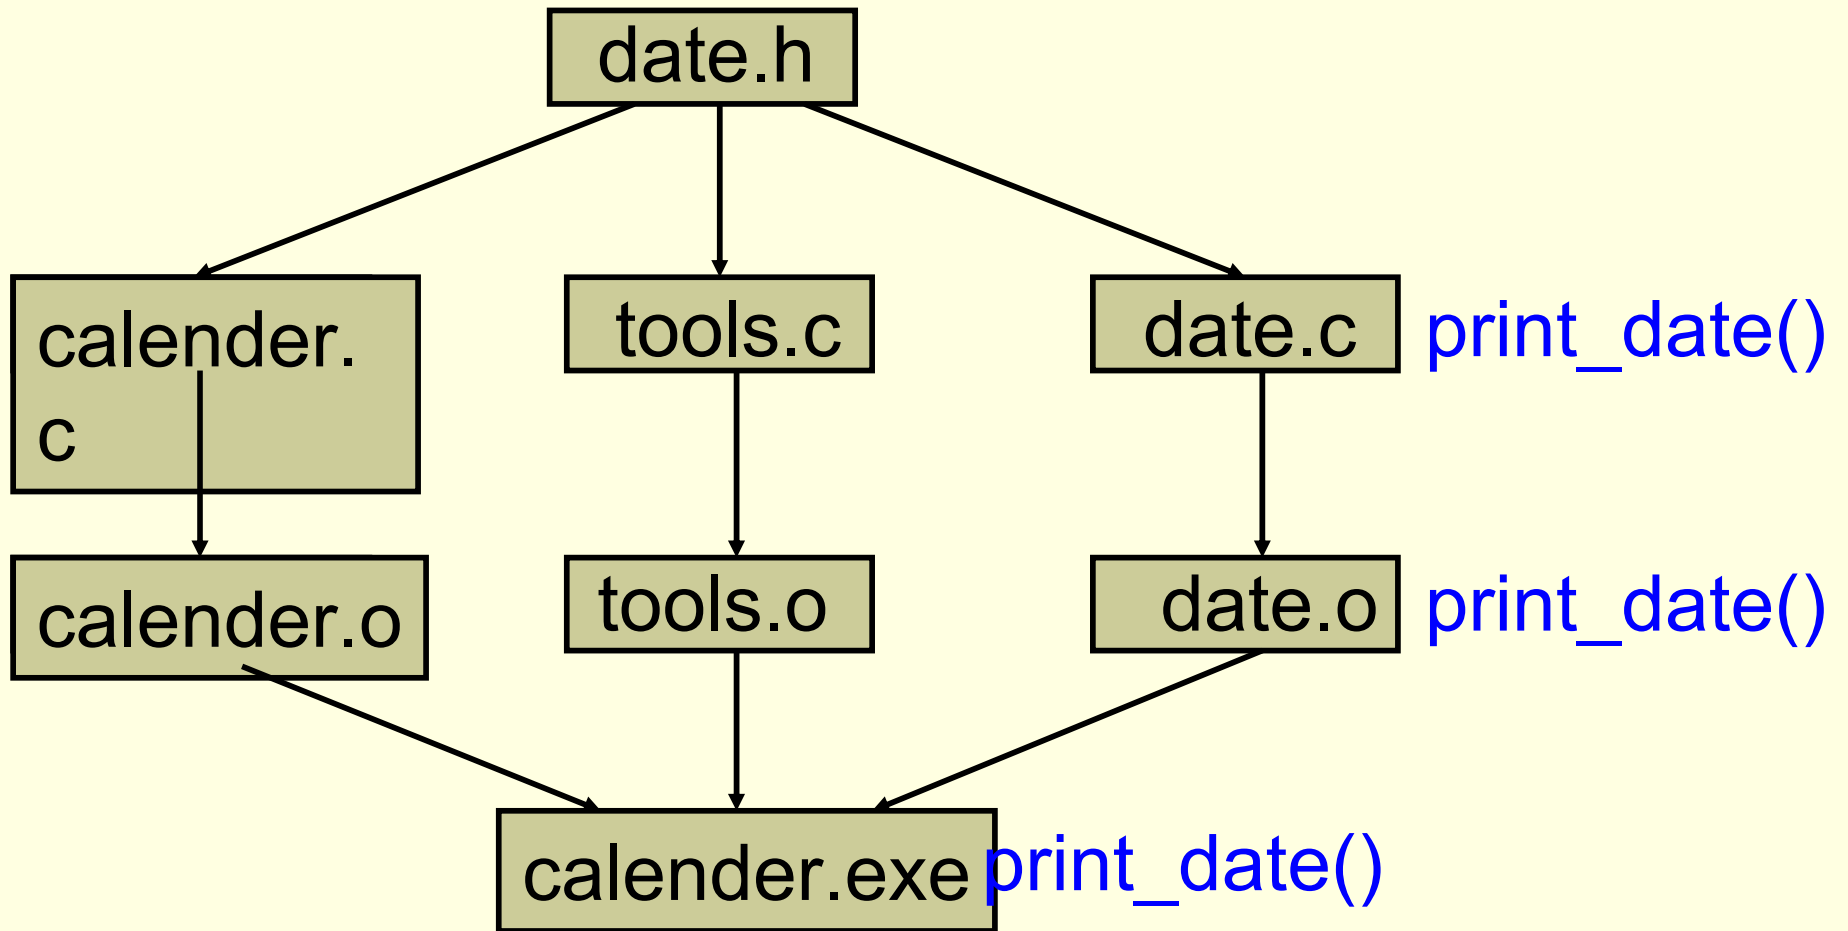 date.h
calender.
c
tools.c
date.c
print_date()
calender.o
tools.o
date.o
print_date()
calender.exe
print_date()